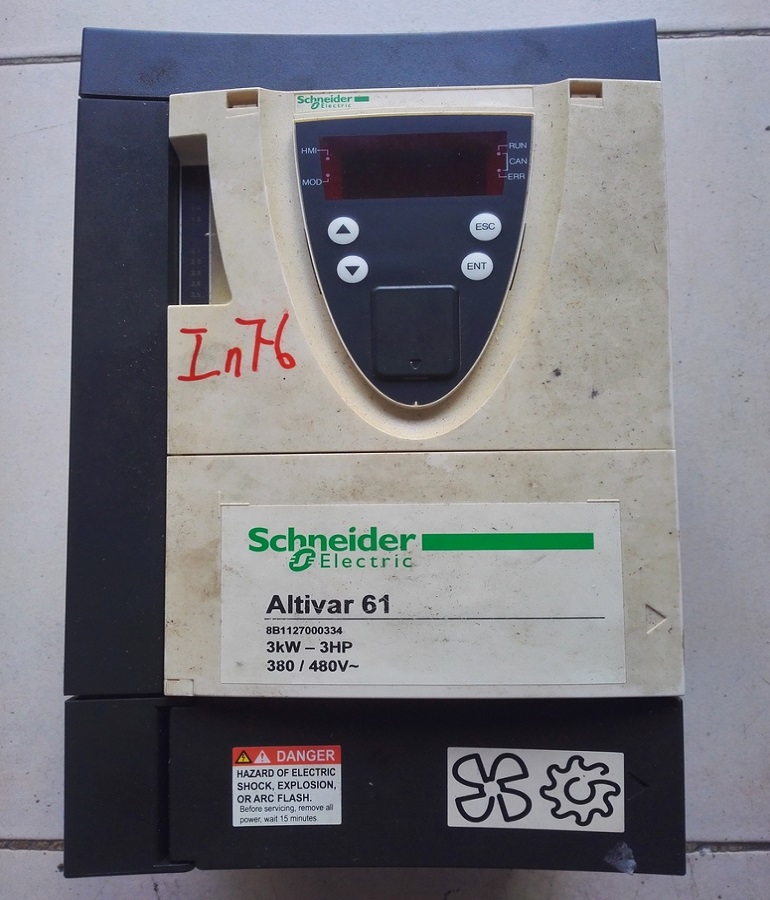 Schneider
Electric
HMI
MOD
RUN
CAN
ERR
ESC
ENT
In76
Schneider
Electric
Altivar 61
8B1127000334
3kW – 3HP
380 / 480V~
DANGER
HAZARD OF ELECTRIC
SHOCK, EXPLOSION,
OR ARC FLASH.
Before servicing, remove all
power, wait 15 minutes.